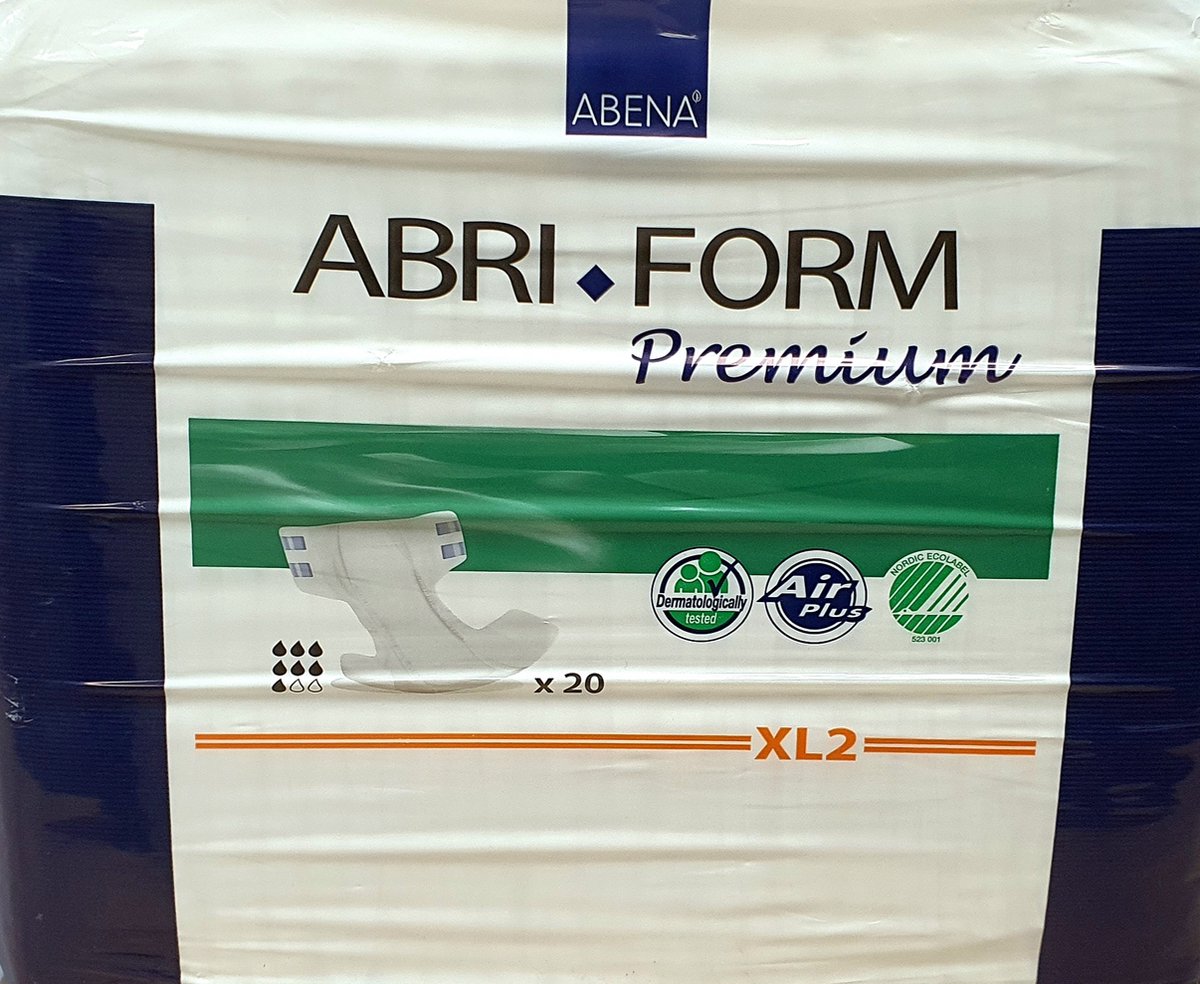 ABENA
ABRI FORM
Premium
Dermatologically
tested
Air
Plus
NORDIC ECOLABEL
523 001
x 20
XL2